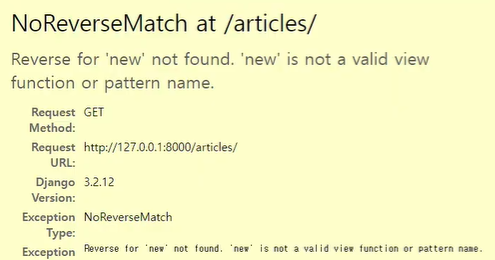 NoReverseMatch at /articles/
Reverse for 'new' not found. 'new' is not a valid view
function or pattern name.
Request Method: GET
Request URL: http://127.0.0.1:8000/articles/
Django Version: 3.2.12
Exception Type: NoReverseMatch
Exception Reverse for 'new' not found. 'new' is not a valid view function or pattern name.